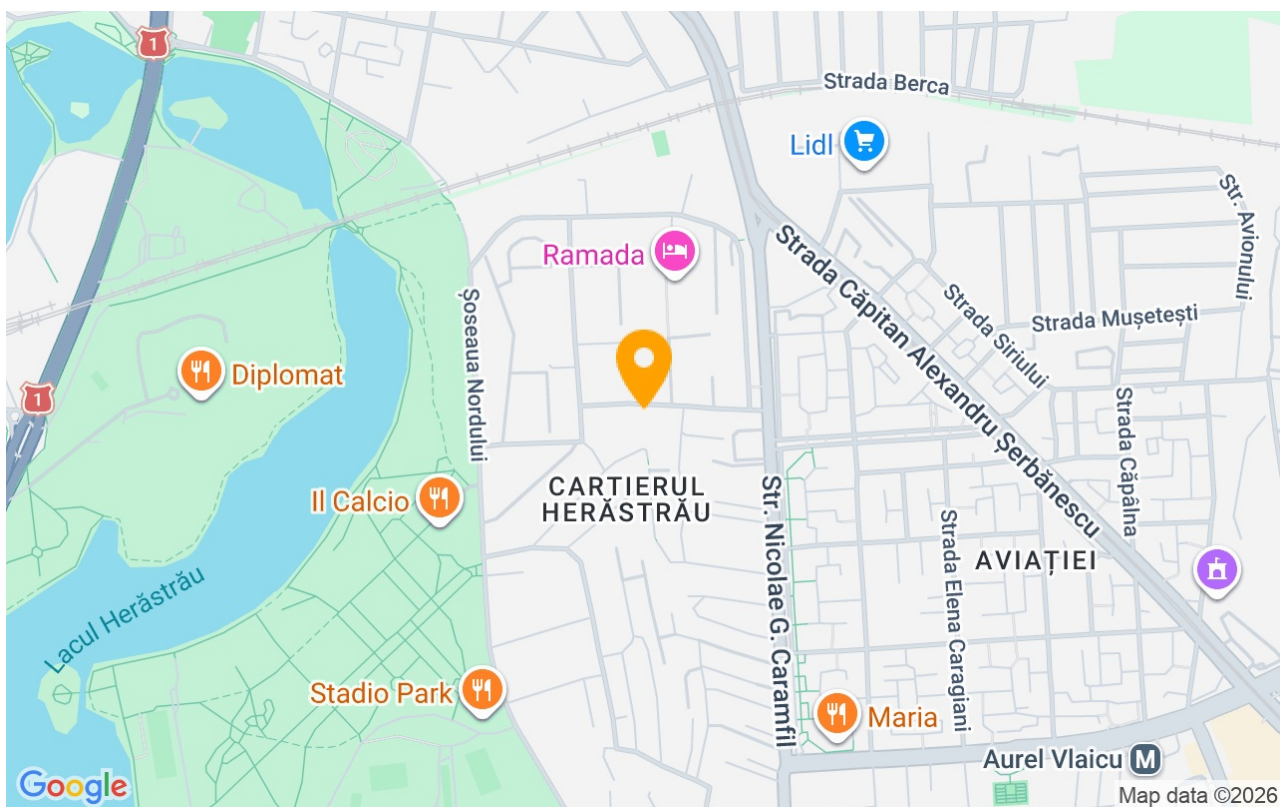 1
Strada Berca
Lidl
Str. Avionului
Ramada
Strada Căpitan Alexandru Șerbănescu
Șoseaua Nordului
Strada Siriului
Strada Mușetești
Diplomat
1
Strada Căpâlna
Il Calcio
CARTIERUL
HERĂSTRĂU
Str. Nicolae G. Caramfil
Strada Elena Caragiani
AVIAȚIEI
Lacul Herăstrău
Stadio Park
Maria
Aurel Vlaicu M
Google
Map data ©2026